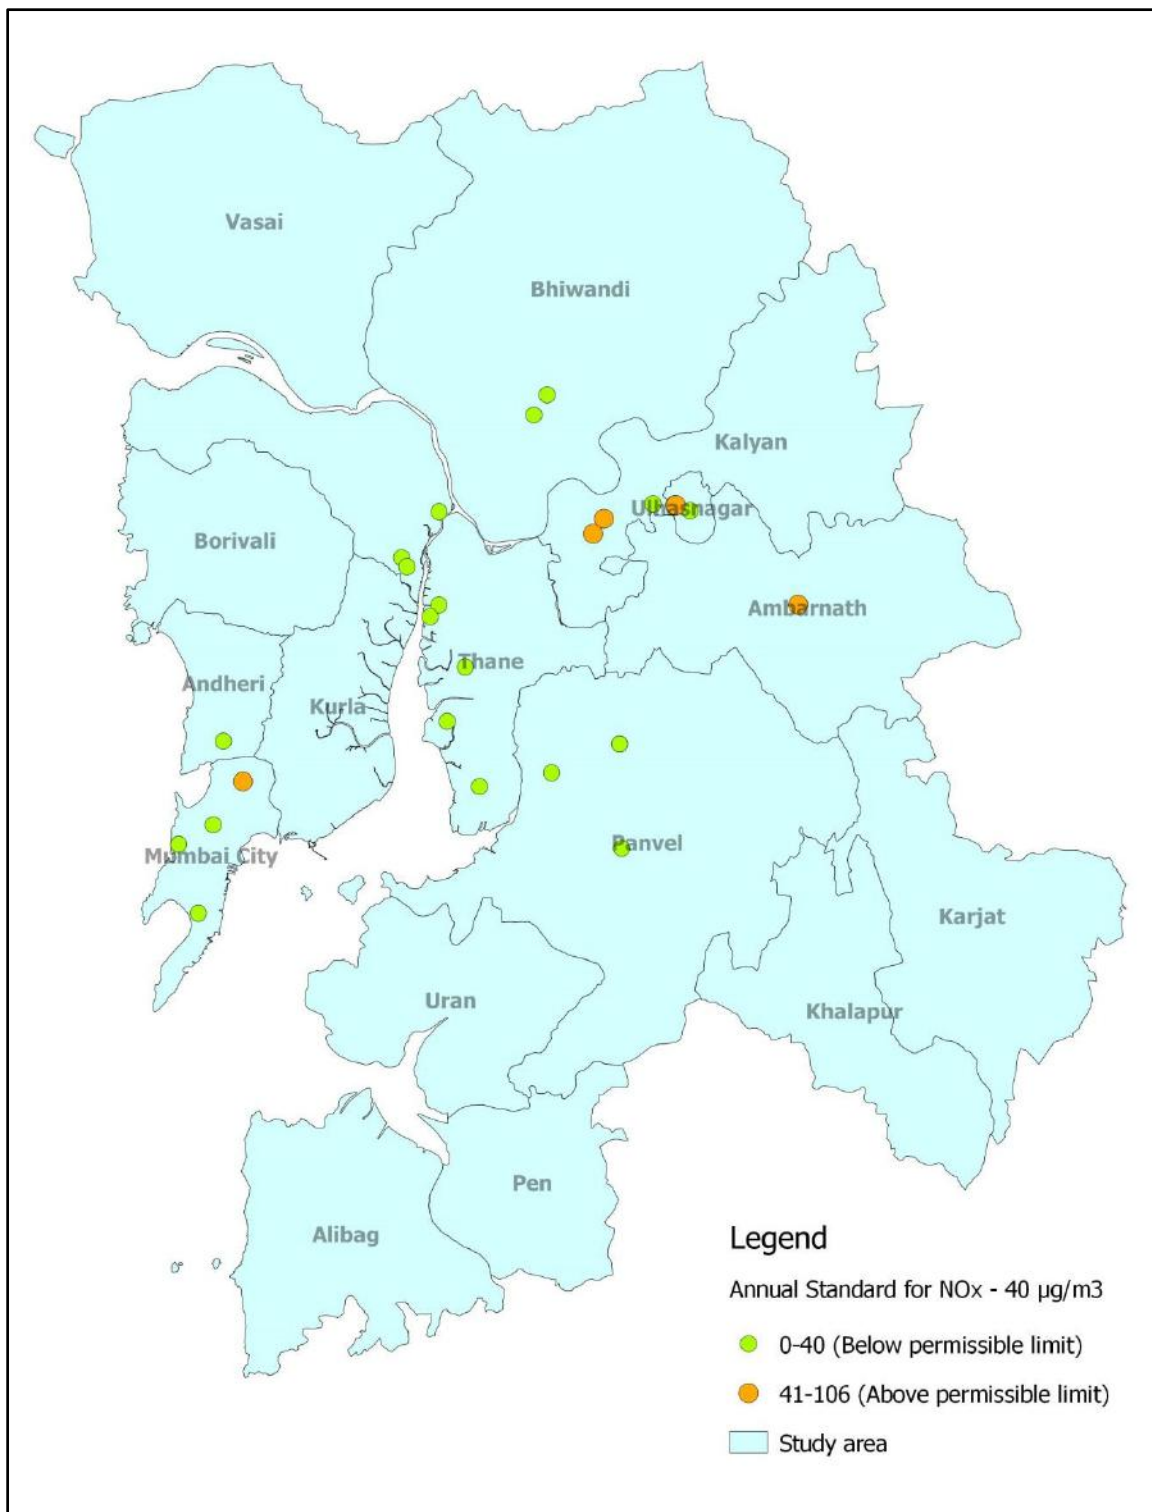 Vasai
Bhiwandi
Kalyan
Ulhasnagar
Borivali
Ambarnath
Thane
Andheri
Kurla
Panvel
Mumbai City
Karjat
Uran
Khalapur
Pen
Alibag
Legend
Annual Standard for NOx - 40 µg/m3
0-40 (Below permissible limit)
41-106 (Above permissible limit)
Study area